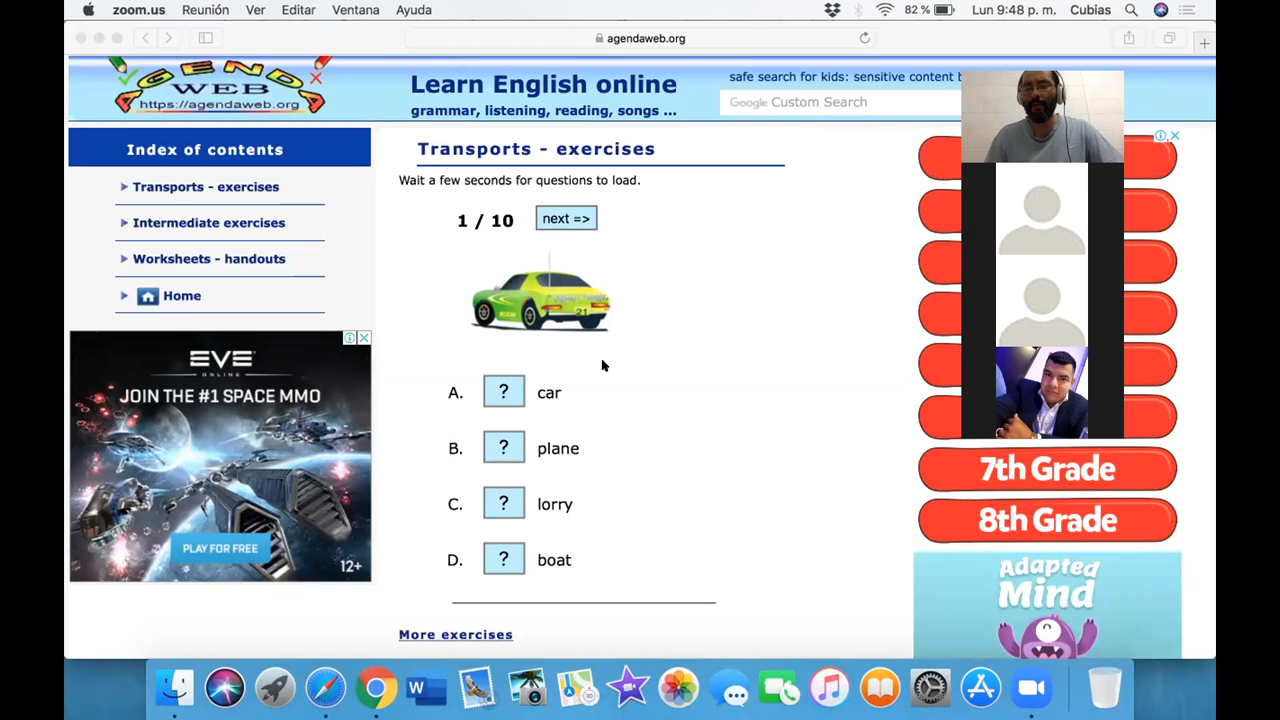 zoom.us Reunión Ver Editar Ventana Ayuda 82 % Lun 9:48 p. m. Cubias
agendaweb.org
AGENDA
WEB
https://agendaweb.org
Learn English online
grammar, listening, reading, songs ...
safe search for kids: sensitive content b
Google Custom Search
Index of contents
Transports - exercises
Intermediate exercises
Worksheets - handouts
Home
Transports - exercises
Wait a few seconds for questions to load.
1 / 10 next =>
21
A. ? car
B. ? plane
C. ? lorry
D. ? boat
More exercises
EVE
ONLINE
JOIN THE #1 SPACE MMO
PLAY FOR FREE
12+
7th Grade
8th Grade
Adapted
Mind
W